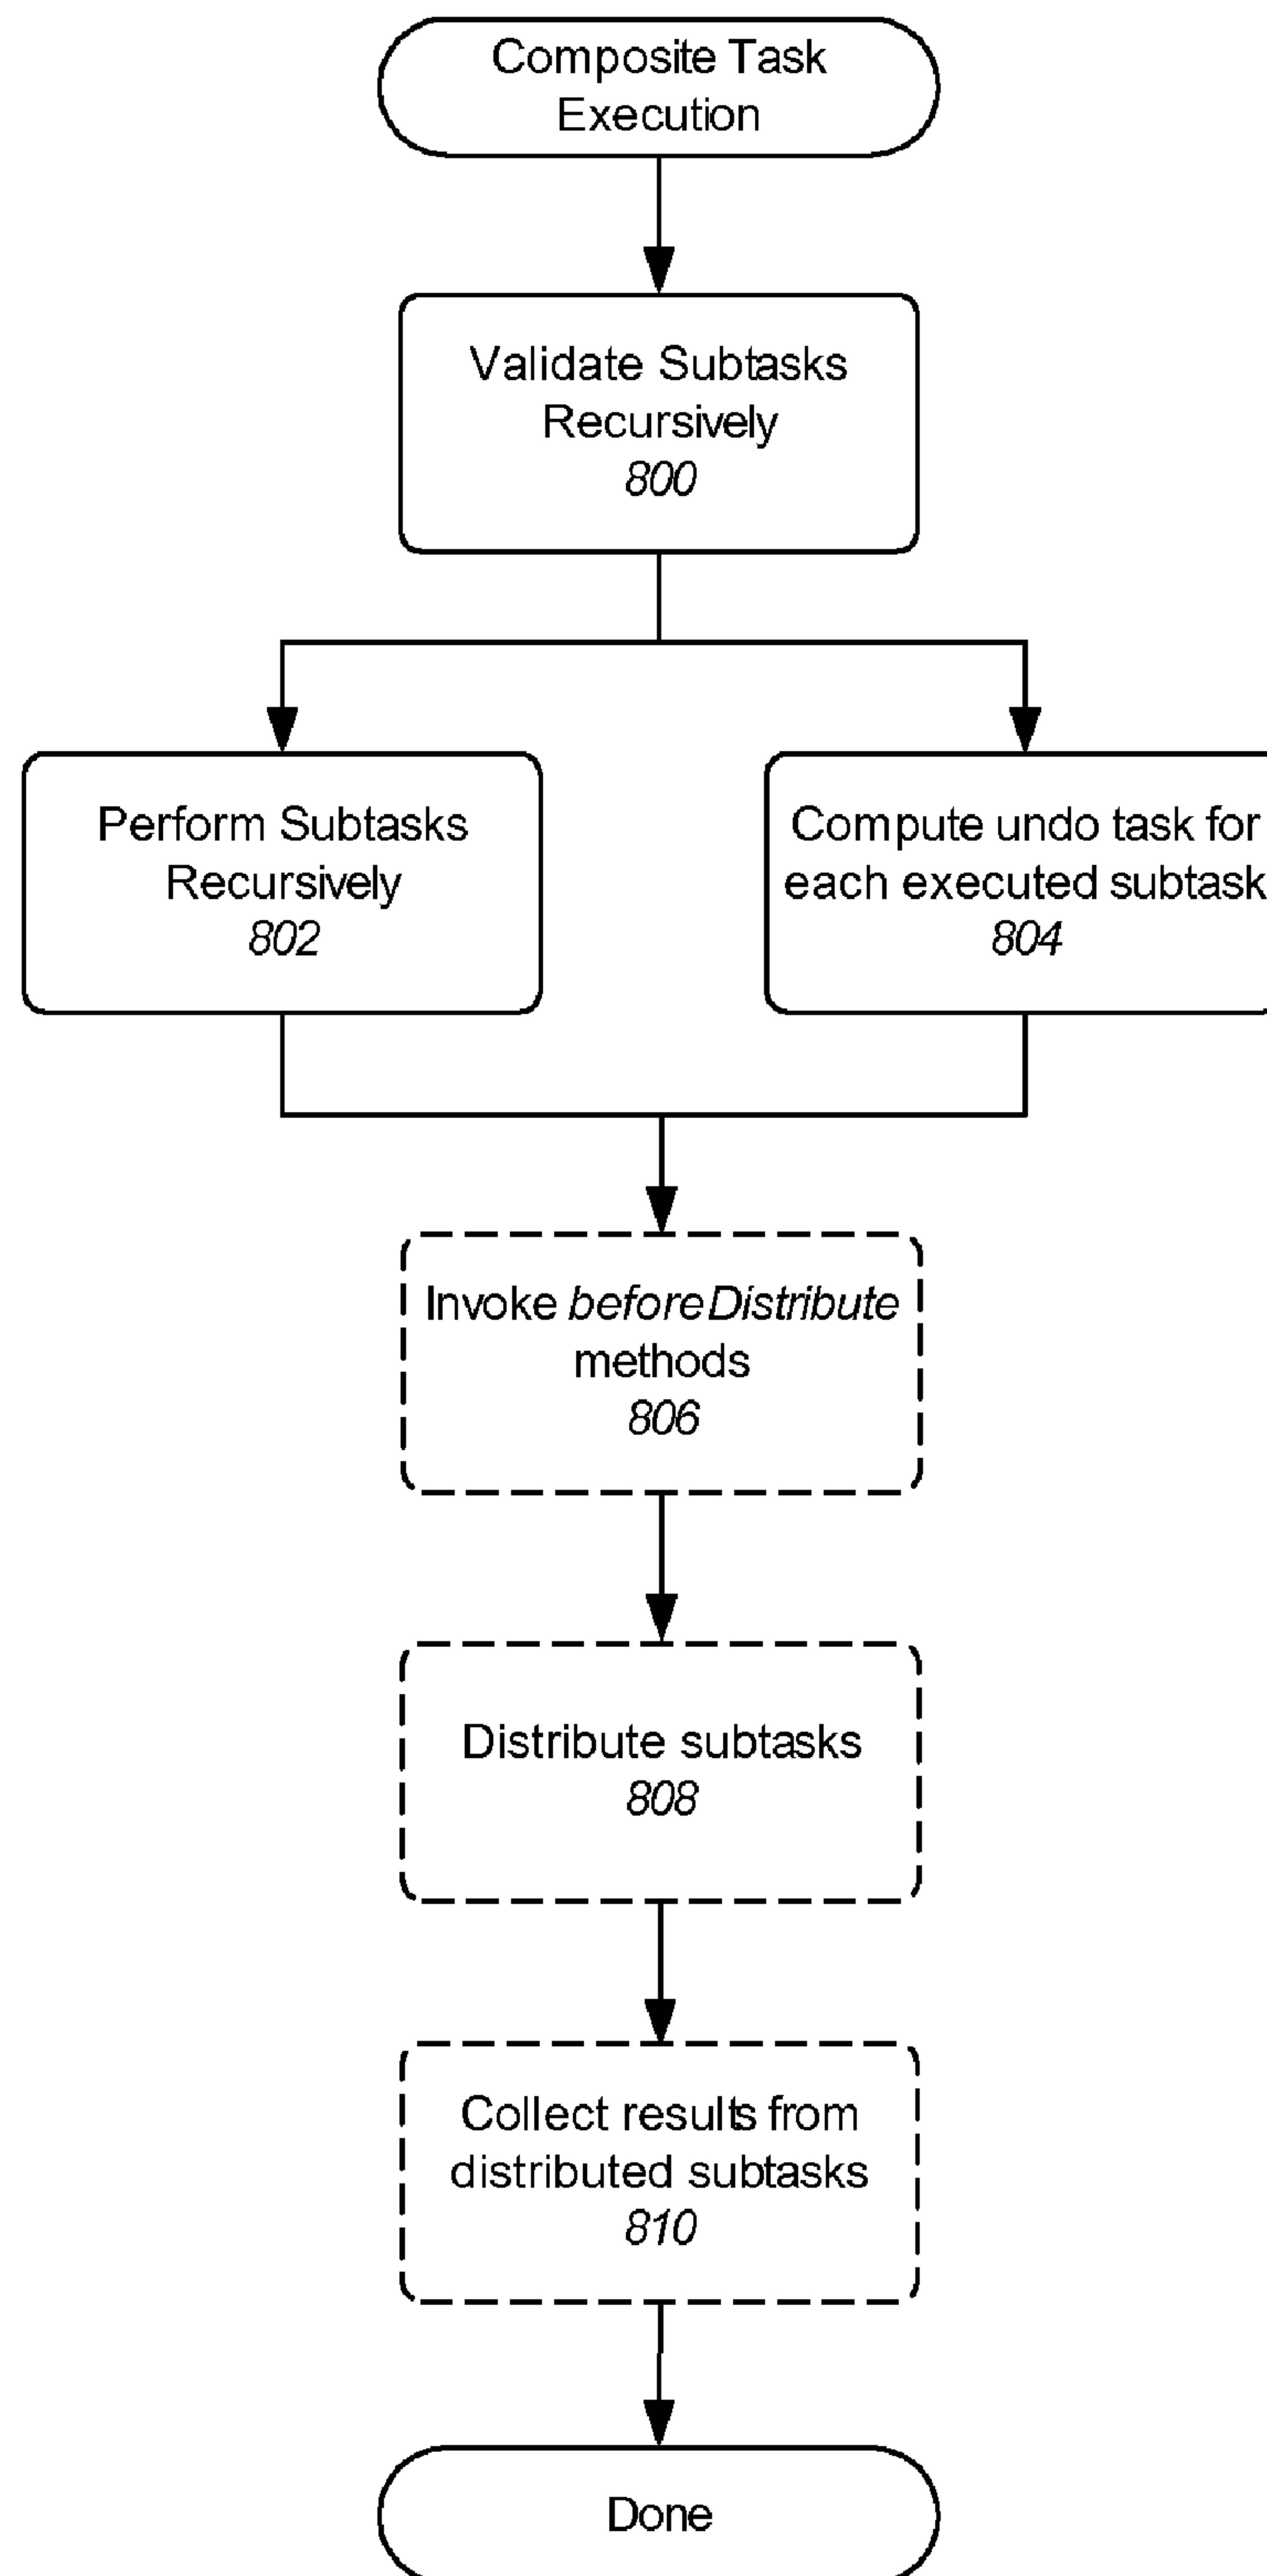 Composite Task
Execution
Validate Subtasks
Recursively
800
Perform Subtasks
Recursively
802
Compute undo task for
each executed subtask
804
Invoke beforeDistribute
methods
806
Distribute subtasks
808
Collect results from
distributed subtasks
810
Done